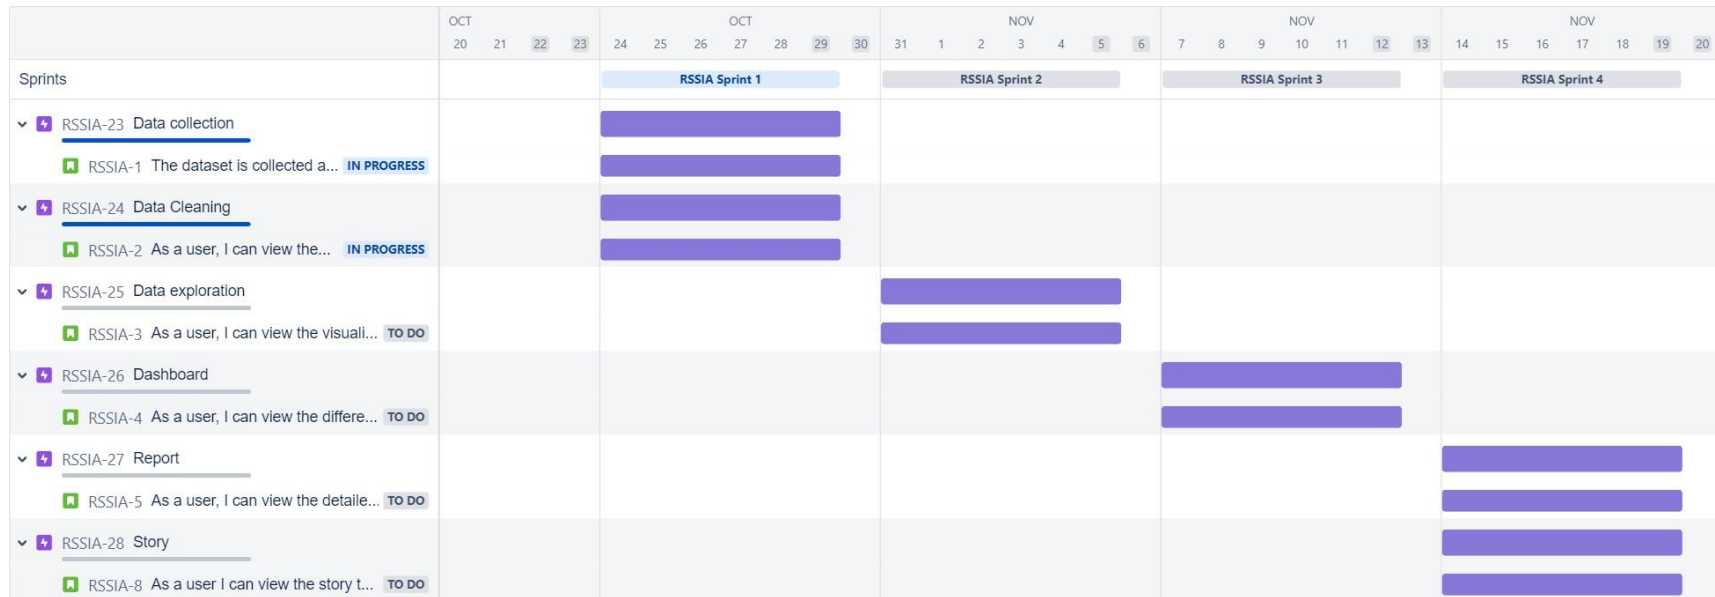 OCT OCT NOV NOV NOV
20 21 22 23 24 25 26 27 28 29 30 31 1 2 3 4 5 6 7 8 9 10 11 12 13 14 15 16 17 18 19 20
Sprints RSSIA Sprint 1 RSSIA Sprint 2 RSSIA Sprint 3 RSSIA Sprint 4
RSSIA-23 Data collection
RSSIA-1 The dataset is collected a... IN PROGRESS
RSSIA-24 Data Cleaning
RSSIA-2 As a user, I can view the... IN PROGRESS
RSSIA-25 Data exploration
RSSIA-3 As a user, I can view the visuali... TO DO
RSSIA-26 Dashboard
RSSIA-4 As a user, I can view the differe... TO DO
RSSIA-27 Report
RSSIA-5 As a user, I can view the detaile... TO DO
RSSIA-28 Story
RSSIA-8 As a user I can view the story t... TO DO